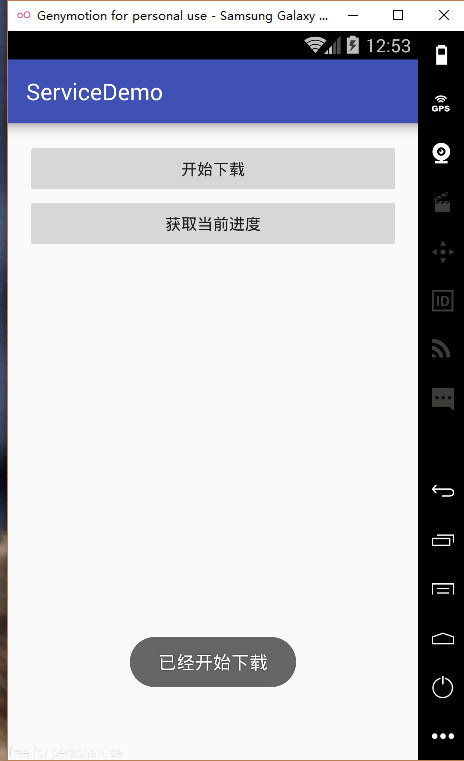 Genymotion for personal use - Samsung Galaxy ...
12:53
ServiceDemo
GPS
开始下载
获取当前进度
ID
已经开始下载
free for personal use